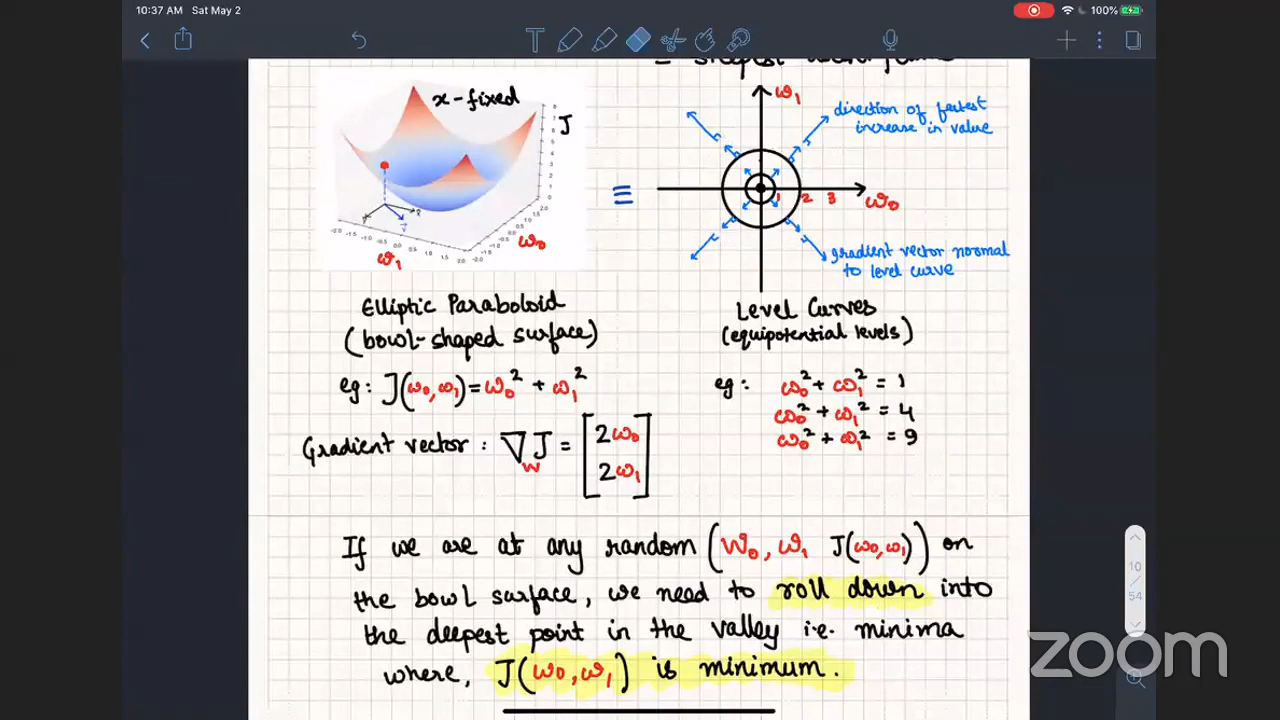 10:37 AM Sat May 2
100%
x-fixed
J
ω0
ω1
≡
ω1
direction of fastest
increase in value
1 2 3
ω0
gradient vector normal
to level curve
Elliptic Paraboloid
(bowl-shaped surface)
eg: J(ω0,ω1)=ω0² + ω1²
Gradient vector: ∇W J = [2ω0
2ω1]
Level Curves
(equipotential levels)
eg: ω0² + ω1² = 1
ω0² + ω1² = 4
ω0² + ω1² = 9
If we are at any random (W0, ω1 J(ω0,ω1)) on
the bowl surface, we need to roll down into
the deepest point in the valley i.e. minima
where, J(ω0,ω1) is minimum.
10
54
zoom